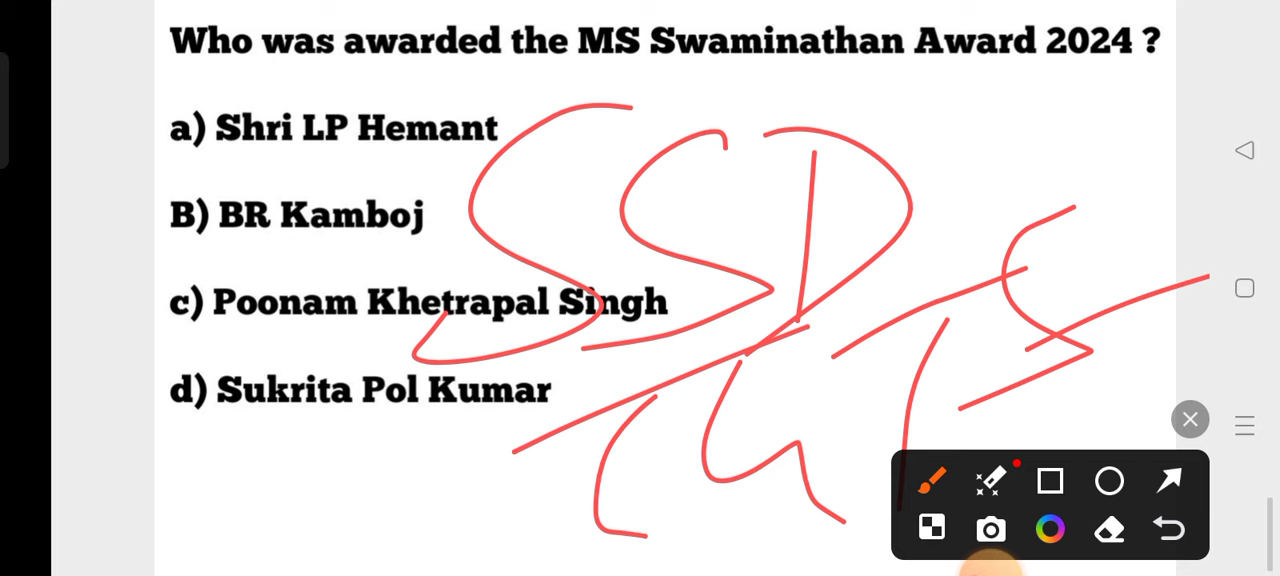 Who was awarded the MS Swaminathan Award 2024 ?
a) Shri LP Hemant
B) BR Kamboj
c) Poonam Khetrapal Singh
d) Sukrita Pol Kumar
SSD